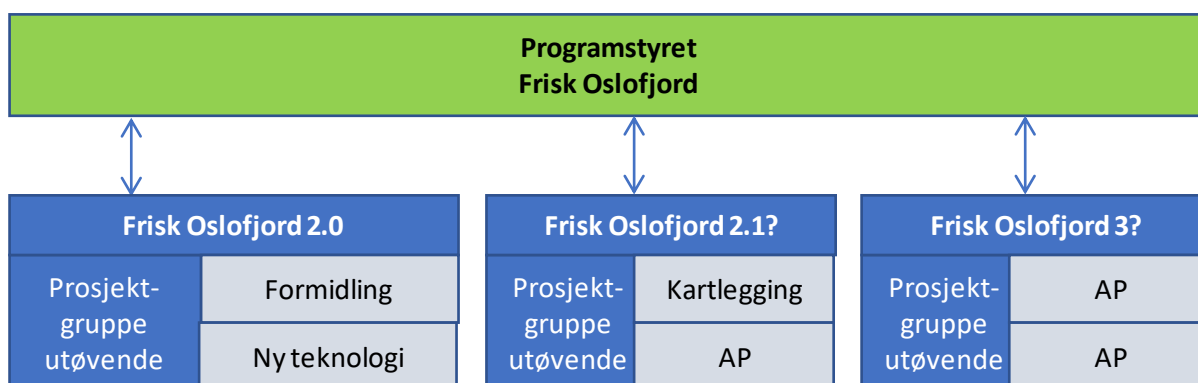 Programstyret
Frisk Oslofjord
Frisk Oslofjord 2.0
Prosjekt-
gruppe
utøvende
Formidling
Ny teknologi
Frisk Oslofjord 2.1?
Prosjekt-
gruppe
utøvende
Kartlegging
AP
Frisk Oslofjord 3?
Prosjekt-
gruppe
utøvende
AP
AP